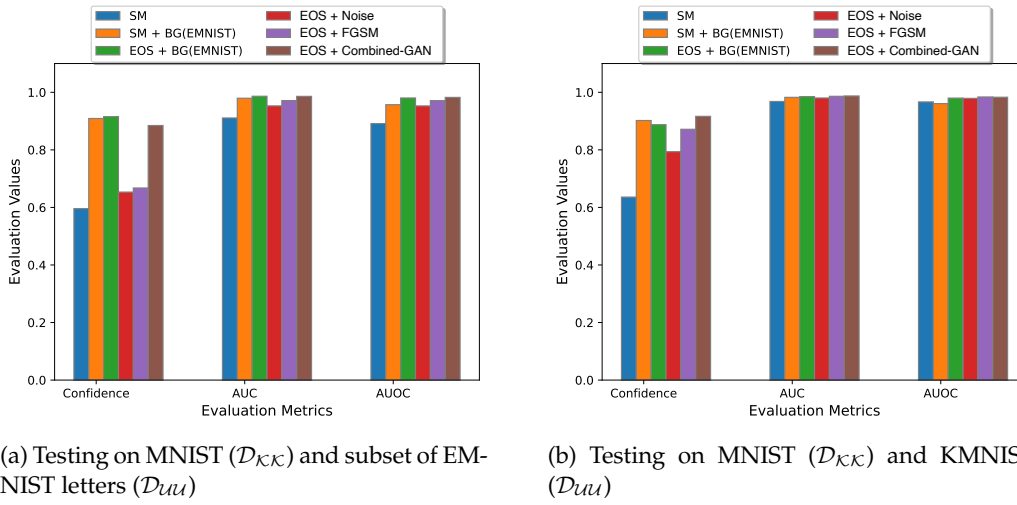 SM
SM + BG(EMNIST)
EOS + BG(EMNIST)
EOS + Noise
EOS + FGSM
EOS + Combined-GAN
Evaluation Values
1.0
0.8
0.6
0.4
0.2
0.0
Confidence
AUC
AUOC
Evaluation Metrics
(a) Testing on MNIST (𝒟𝒦𝒦) and subset of EM-
NIST letters (𝒟𝒰𝒰)
SM
SM + BG(EMNIST)
EOS + BG(EMNIST)
EOS + Noise
EOS + FGSM
EOS + Combined-GAN
Evaluation Values
1.0
0.8
0.6
0.4
0.2
0.0
Confidence
AUC
AUOC
Evaluation Metrics
(b) Testing on MNIST (𝒟𝒦𝒦) and KMNIS
(𝒟𝒰𝒰)